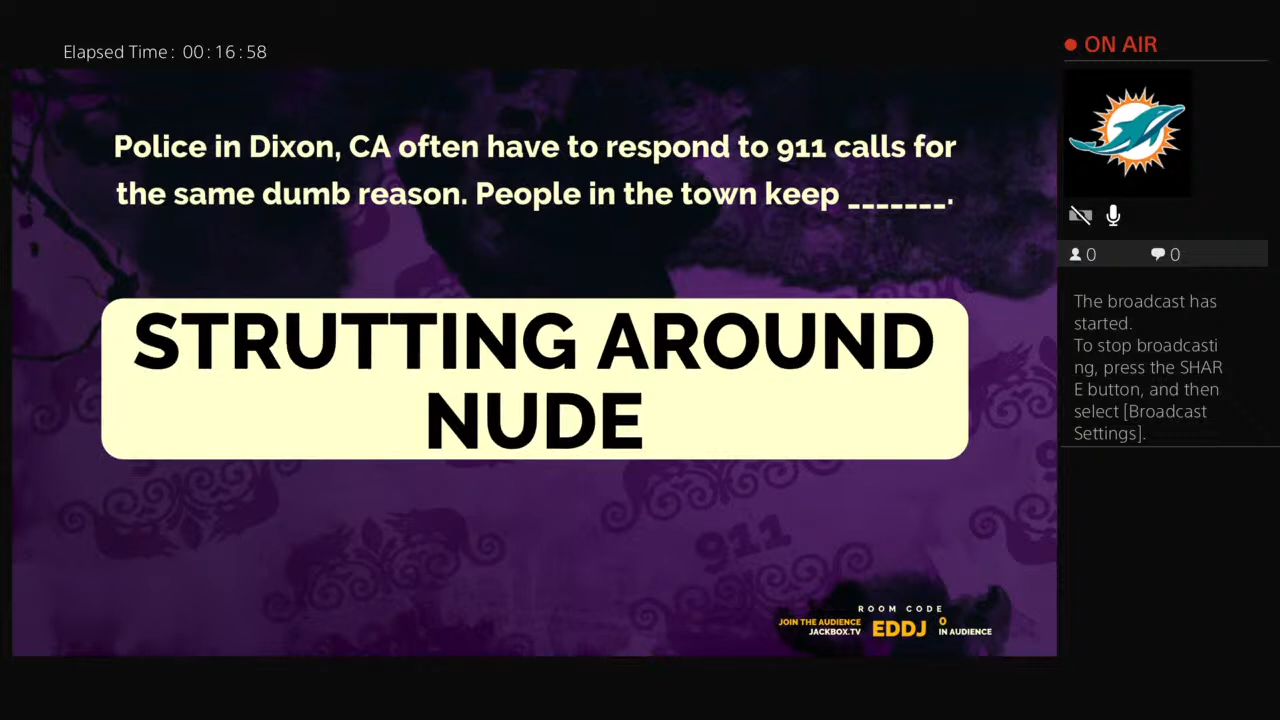 Elapsed Time: 00:16:58
ON AIR
Police in Dixon, CA often have to respond to 911 calls for
the same dumb reason. People in the town keep _______.
STRUTTING AROUND
NUDE
0
0
The broadcast has
started.
To stop broadcasti
ng, press the SHAR
E button, and then
select [Broadcast
Settings].
911
ROOM CODE
JOIN THE AUDIENCE
JACKBOX.TV
EDDJ
0
IN AUDIENCE